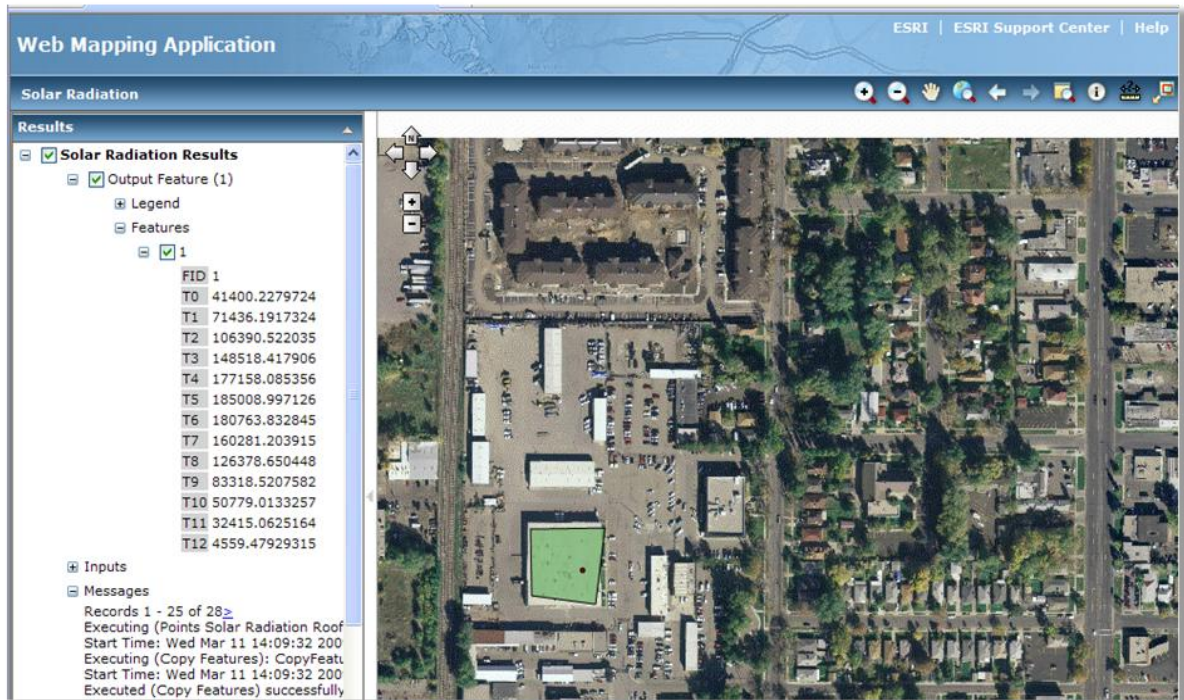 ESRI | ESRI Support Center | Help
Web Mapping Application
Solar Radiation
Results
Solar Radiation Results
Output Feature (1)
Legend
Features
1
FID 1
T0 41400.2279724
T1 71436.1917324
T2 106390.522035
T3 148518.417906
T4 177158.085356
T5 185008.997126
T6 180763.832845
T7 160281.203915
T8 126378.650448
T9 83318.5207582
T10 50779.0133257
T11 32415.0625164
T12 4559.47929315
Inputs
Messages
Records 1 - 25 of 28>
Executing (Points Solar Radiation Roof
Start Time: Wed Mar 11 14:09:32 200
Executing (Copy Features): CopyFeatu
Start Time: Wed Mar 11 14:09:32 200
Executed (Copy Features) successfully
N